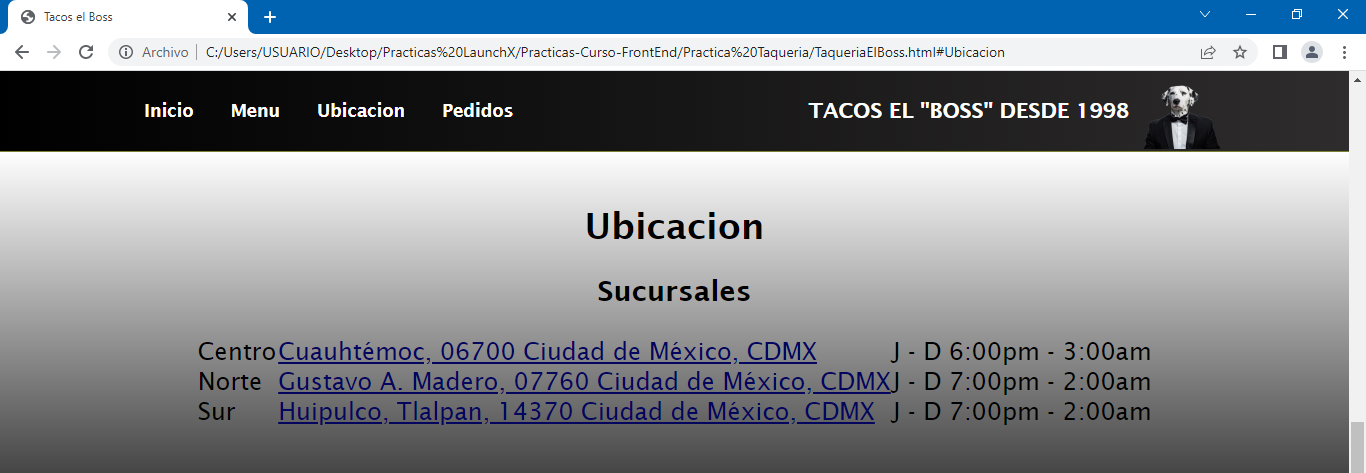 Tacos el Boss
Archivo C:/Users/USUARIO/Desktop/Practicas%20LaunchX/Practicas-Curso-FrontEnd/Practica%20Taqueria/TaqueriaElBoss.html#Ubicacion
Inicio Menu Ubicacion Pedidos TACOS EL "BOSS" DESDE 1998
Ubicacion
Sucursales
Centro Cuauhtémoc, 06700 Ciudad de México, CDMX J - D 6:00pm - 3:00am
Norte Gustavo A. Madero, 07760 Ciudad de México, CDMX J - D 7:00pm - 2:00am
Sur Huipulco, Tlalpan, 14370 Ciudad de México, CDMX J - D 7:00pm - 2:00am